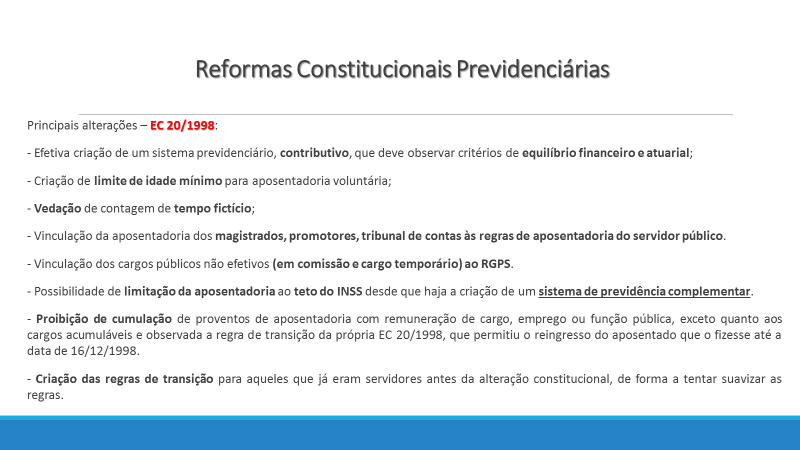 Reformas Constitucionais Previdenciárias
Principais alterações – EC 20/1998:
- Efetiva criação de um sistema previdenciário, contributivo, que deve observar critérios de equilíbrio financeiro e atuarial;
- Criação de limite de idade mínimo para aposentadoria voluntária;
- Vedação de contagem de tempo fictício;
- Vinculação da aposentadoria dos magistrados, promotores, tribunal de contas às regras de aposentadoria do servidor público.
- Vinculação dos cargos públicos não efetivos (em comissão e cargo temporário) ao RGPS.
- Possibilidade de limitação da aposentadoria ao teto do INSS desde que haja a criação de um sistema de previdência complementar.
- Proibição de cumulação de proventos de aposentadoria com remuneração de cargo, emprego ou função pública, exceto quanto aos
cargos acumuláveis e observada a regra de transição da própria EC 20/1998, que permitiu o reingresso do aposentado que o fizesse até a
data de 16/12/1998.
- Criação das regras de transição para aqueles que já eram servidores antes da alteração constitucional, de forma a tentar suavizar as
regras.